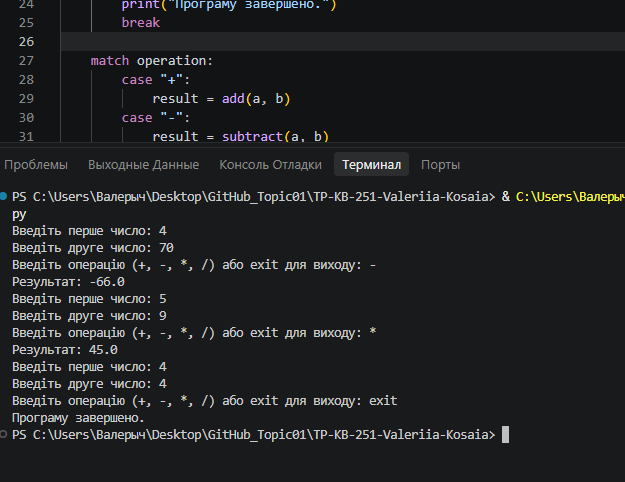 24 print("Програму завершено.")
25 break
26
27 match operation:
28 case "+":
29 result = add(a, b)
30 case "-":
31 result = subtract(a, b)
Проблемы Выходные Данные Консоль Отладки Терминал Порты
PS C:\Users\Валерыч\Desktop\GitHub_Topic01\TP-KB-251-Valeriia-Kosaia> & C:\Users\Валерыч
py
Введіть перше число: 4
Введіть друге число: 70
Введіть операцію (+, -, *, /) або exit для виходу: -
Результат: -66.0
Введіть перше число: 5
Введіть друге число: 9
Введіть операцію (+, -, *, /) або exit для виходу: *
Результат: 45.0
Введіть перше число: 4
Введіть друге число: 4
Введіть операцію (+, -, *, /) або exit для виходу: exit
Програму завершено.
PS C:\Users\Валерыч\Desktop\GitHub_Topic01\TP-KB-251-Valeriia-Kosaia>